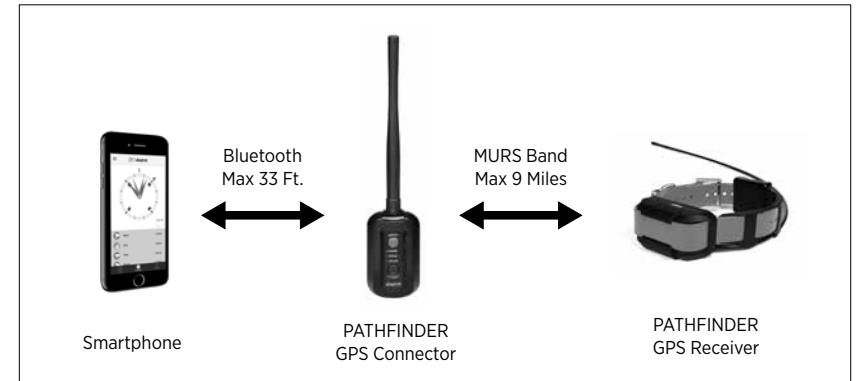 Bluetooth
Max 33 Ft.
MURS Band
Max 9 Miles
Smartphone
PATHFINDER
GPS Connector
PATHFINDER
GPS Receiver